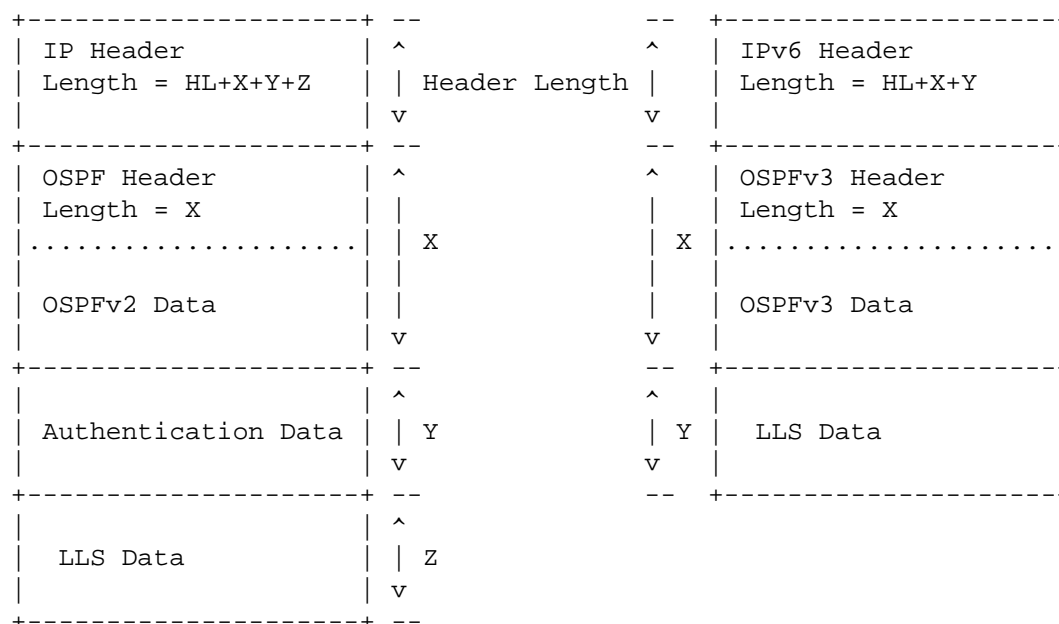 +---------------------+ --              --  +---------------------
| IP Header           | ^               ^   | IPv6 Header
| Length = HL+X+Y+Z   | | Header Length |   | Length = HL+X+Y
|                     | v               v   |
+---------------------+ --              --  +---------------------
| OSPF Header         | ^               ^   | OSPFv3 Header
| Length = X          | |               |   | Length = X
|.....................| | X             | X |.....................
|                     | |               |   |
| OSPFv2 Data         | |               |   | OSPFv3 Data
|                     | v               v   |
+---------------------+ --              --  +---------------------
|                     | ^               ^   |
| Authentication Data | | Y             | Y |  LLS Data
|                     | v               v   |
+---------------------+ --              --  +---------------------
|                     | ^
|  LLS Data           | | Z
|                     | v
+---------------------+ --